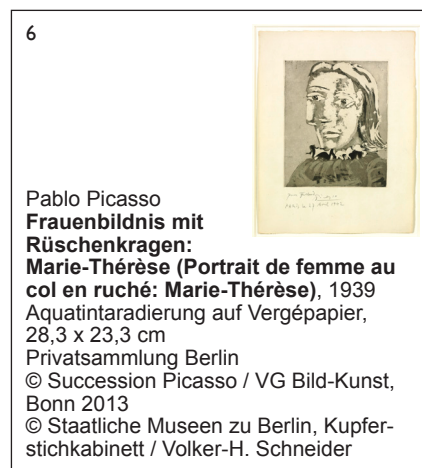 6
Pablo Picasso
Frauenbildnis mit
Rüschenkragen:
Marie-Thérèse (Portrait de femme au
col en ruché: Marie-Thérèse), 1939
Aquatintaradierung auf Vergépapier,
28,3 x 23,3 cm
Privatsammlung Berlin
© Succession Picasso / VG Bild-Kunst,
Bonn 2013
© Staatliche Museen zu Berlin, Kupfer-
stichkabinett / Volker-H. Schneider